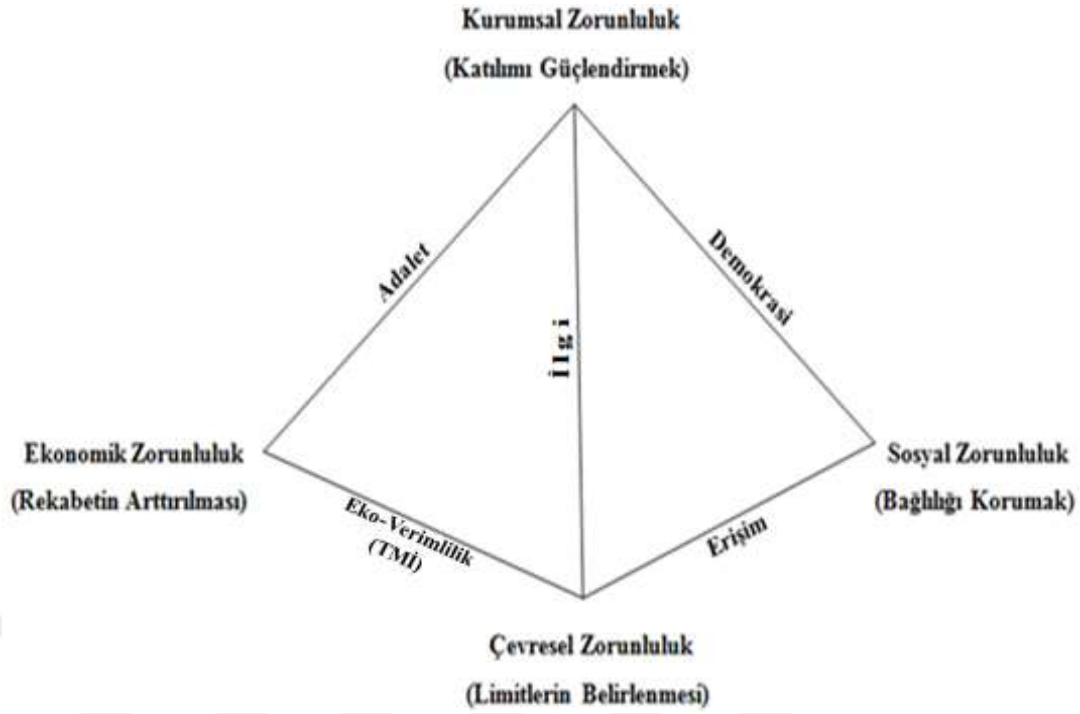 Kurumsal Zorunluluk
(Katılımı Güçlendirmek)
Adalet
Demokrasi
İlgi
Ekonomik Zorunluluk
(Rekabetin Arttırılması)
Sosyal Zorunluluk
(Bağlılığı Korumak)
Eko-Verimlilik
(TMİ)
Erişim
Çevresel Zorunluluk
(Limitlerin Belirlenmesi)